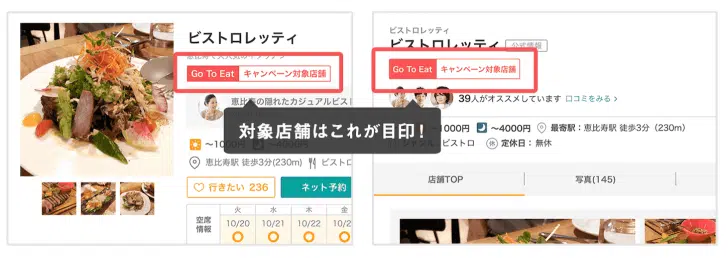 ビストロレッティ
Go To Eat キャンペーン対象店舗
恵比寿の隠れたカジュアルビスト
～1000円
恵比寿駅 徒歩3分(230m) ビストロ
行きたい 236
ネット予約
空席情報
火 水 木 金
10/20 10/21 10/22 10/2
対象店舗はこれが目印!
ビストロレッティ
ビストロレッティ 公式情報
Go To Eat キャンペーン対象店舗
39人がオススメしています 口コミをみる >
1000円 ～4000円 最寄駅:恵比寿駅 徒歩3分 (230m)
ビストロ 休 定休日:無休
店舗TOP
写真(145)